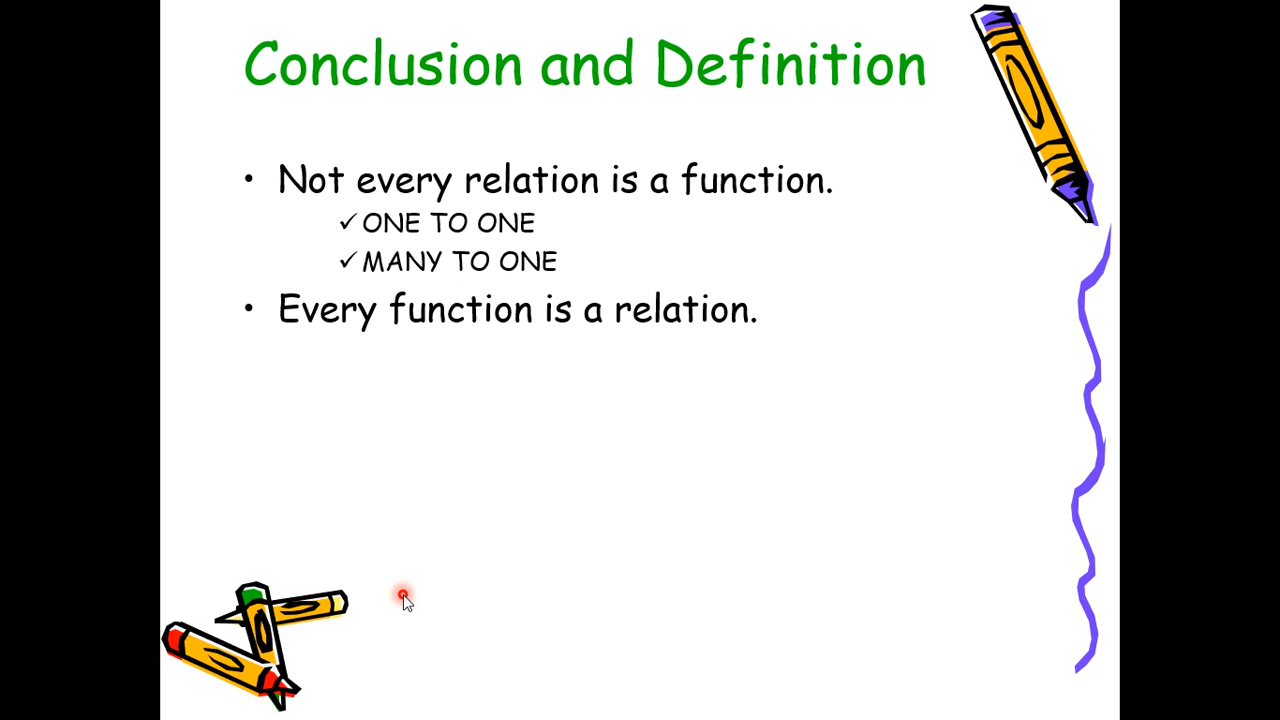 Conclusion and Definition
• Not every relation is a function.
✓ ONE TO ONE
✓ MANY TO ONE
• Every function is a relation.